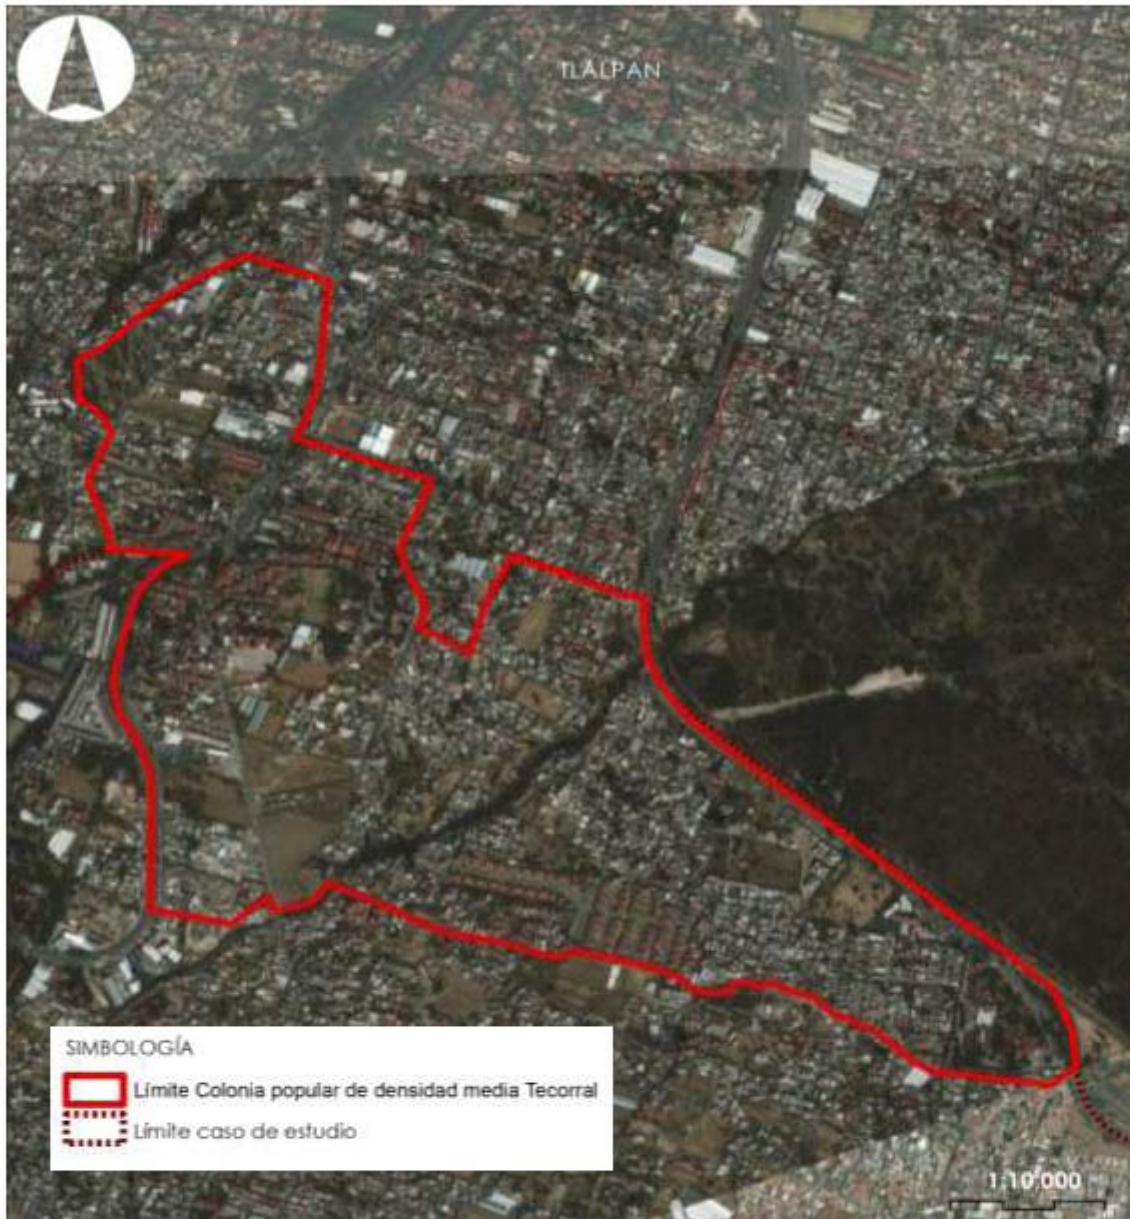 TLALPAN
SIMBOLOGÍA
Límite Colonia popular de densidad media Tecorral
Límite caso de estudio
1:10,000